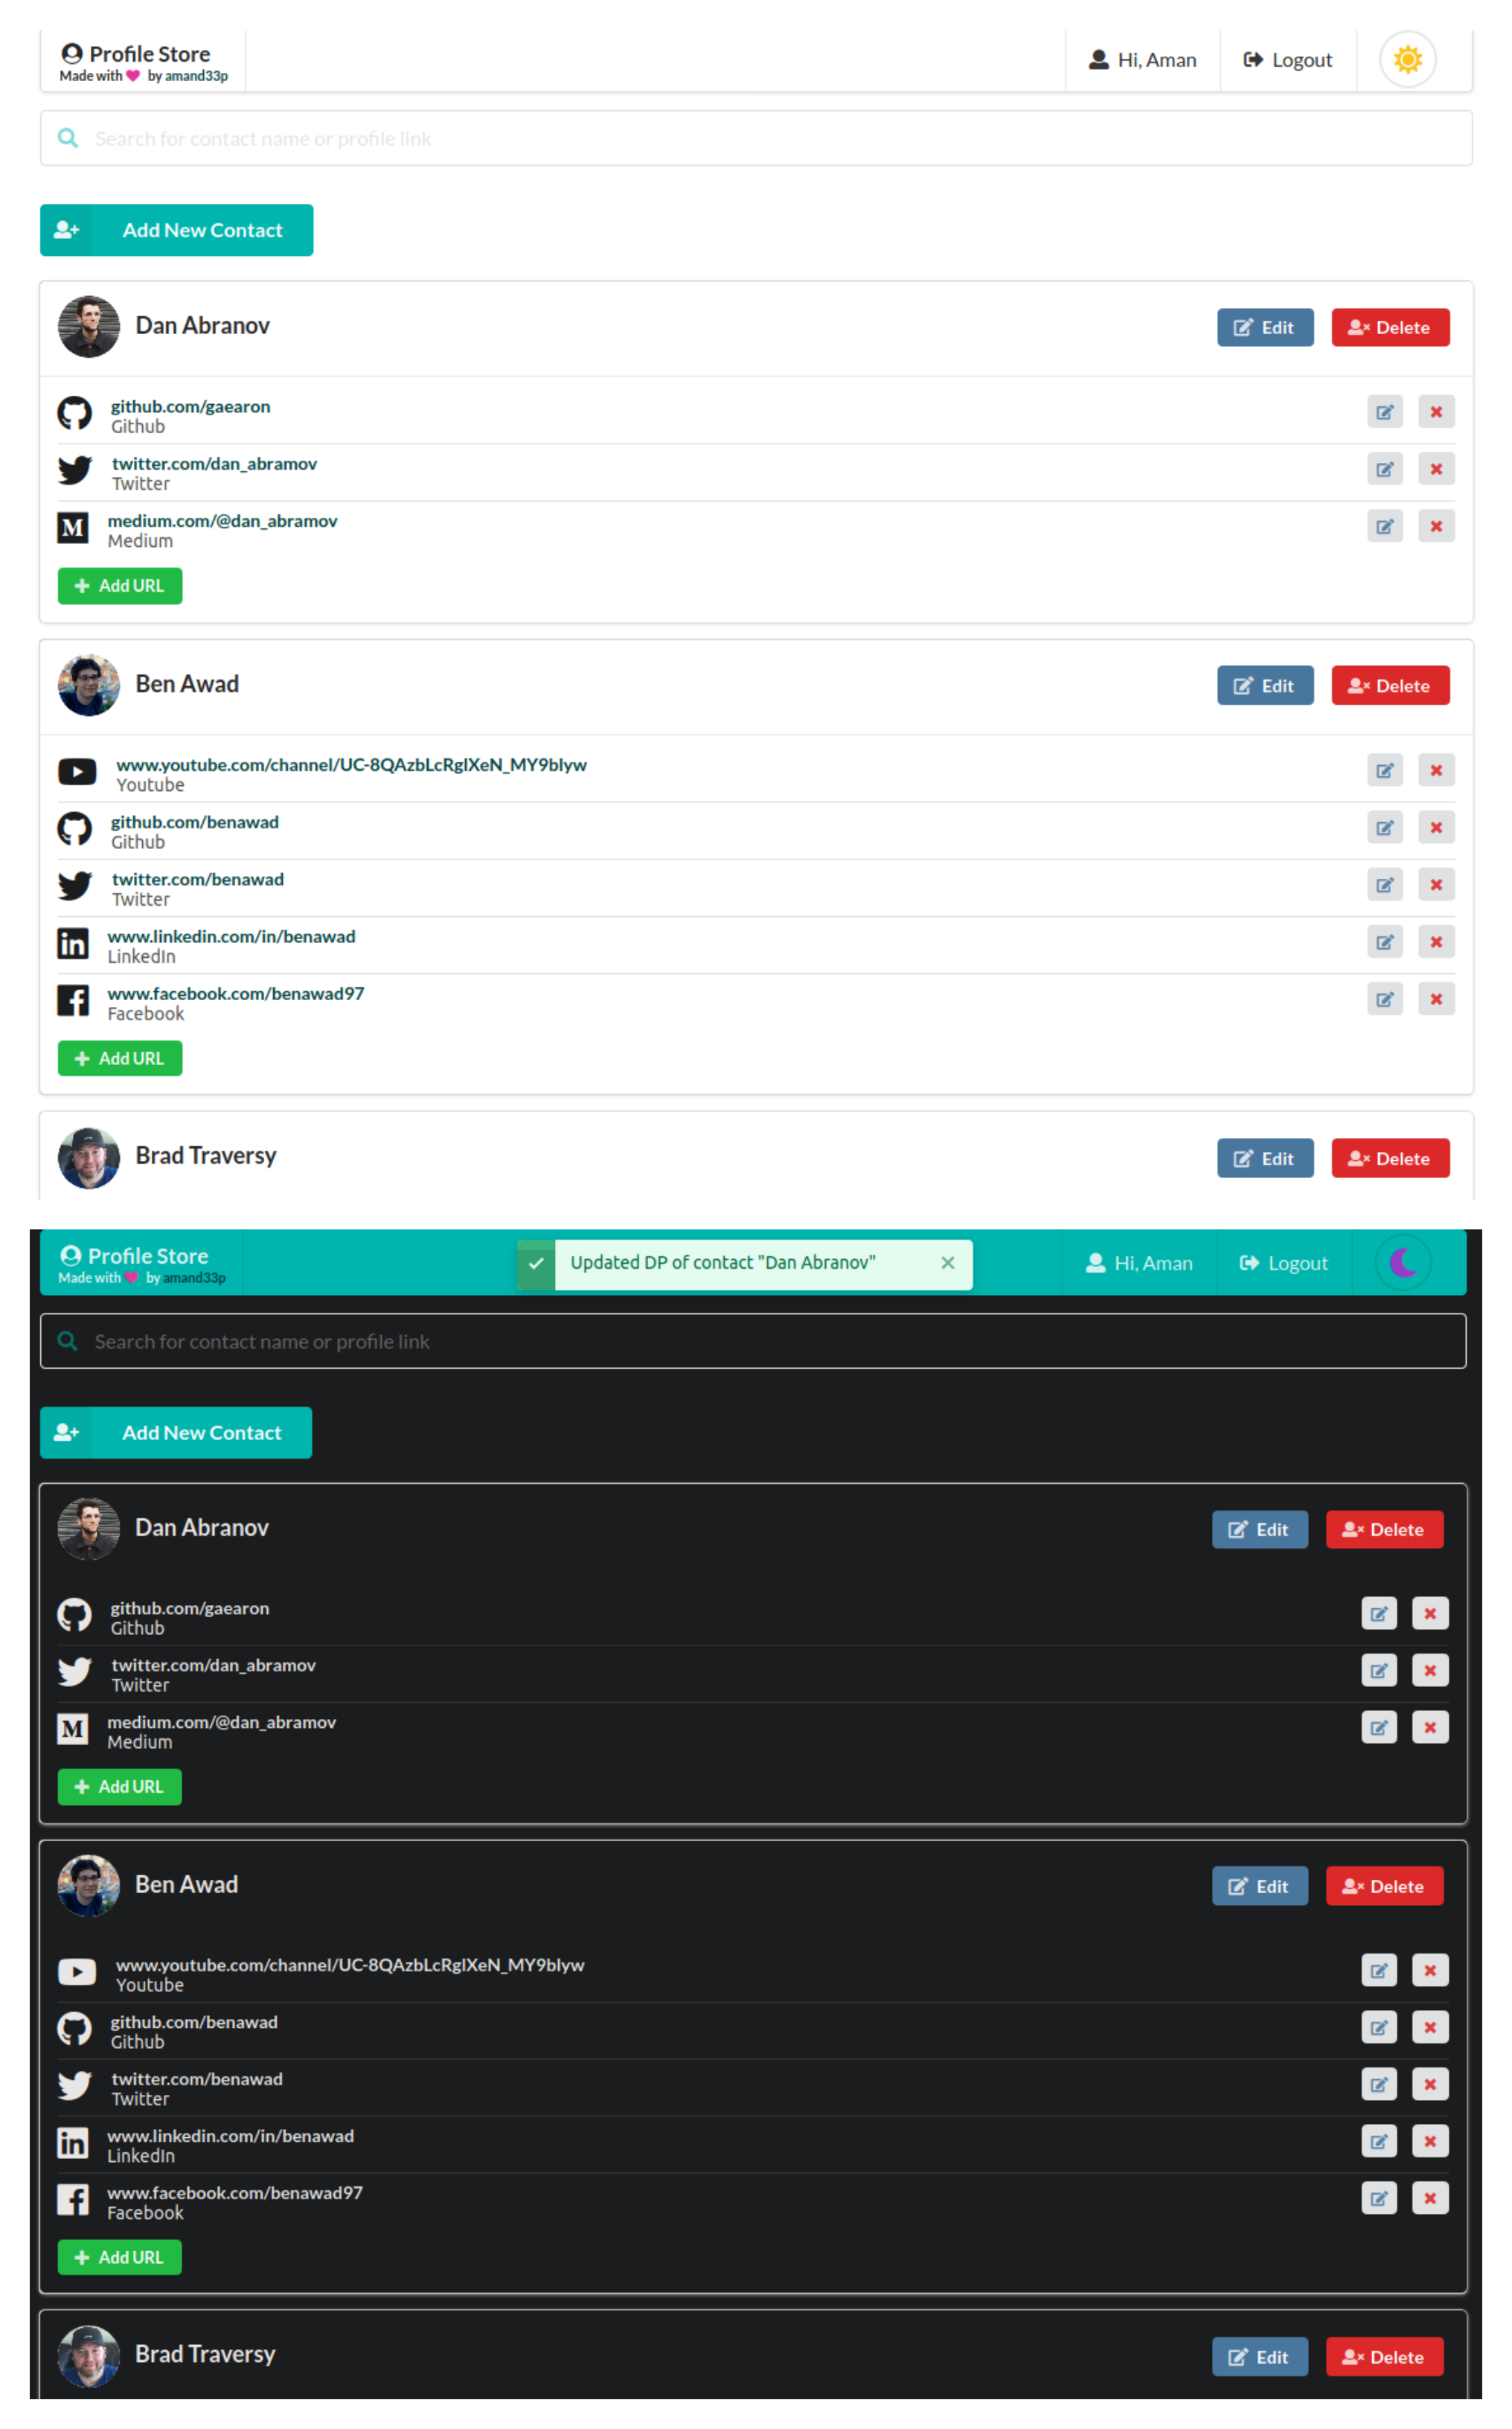 Profile Store
Made with by amand33p
Hi, Aman
Logout
Search for contact name or profile link
Add New Contact
Dan Abranov
Edit
Delete
github.com/gaearon
Github
twitter.com/dan_abramov
Twitter
M medium.com/@dan_abramov
Medium
Add URL
Ben Awad
Edit
Delete
www.youtube.com/channel/UC-8QAzbLcRglXeN_MY9blyw
Youtube
github.com/benawad
Github
twitter.com/benawad
Twitter
in www.linkedin.com/in/benawad
LinkedIn
f www.facebook.com/benawad97
Facebook
Add URL
Brad Traversy
Edit
Delete
Profile Store
Made with by amand33p
Updated DP of contact "Dan Abranov"
Hi, Aman
Logout
Search for contact name or profile link
Add New Contact
Dan Abranov
Edit
Delete
github.com/gaearon
Github
twitter.com/dan_abramov
Twitter
M medium.com/@dan_abramov
Medium
Add URL
Ben Awad
Edit
Delete
www.youtube.com/channel/UC-8QAzbLcRglXeN_MY9blyw
Youtube
github.com/benawad
Github
twitter.com/benawad
Twitter
in www.linkedin.com/in/benawad
LinkedIn
f www.facebook.com/benawad97
Facebook
Add URL
Brad Traversy
Edit
Delete